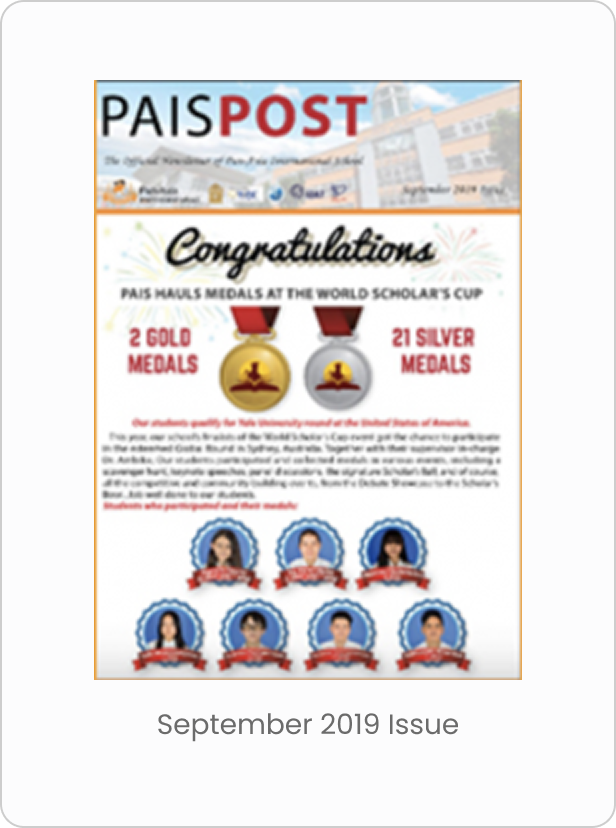 PAISPOST
The Official Newsletter of Pan-Asia International School
September 2019 Issue
Congratulations
PAIS HAULS MEDALS AT THE WORLD SCHOLAR'S CUP
2 GOLD
MEDALS
21 SILVER
MEDALS
Our students qualify for Yale University round at the United States of America.
This year, our school's finalists of the World Scholar's Cup event got the chance to participate
in the Adventure Global Round in Sydney, Australia. Together with their supervisor in-charge
Our students participated and collected medals in various events, including a
scavenger hunt, keynote speeches, panel discussions, the signature Scholar's Ball, and of course,
all the competitive and community building events, from the Debate Showcase to the Scholar's
Bowl. Job well done to our students.
Students who participated and their medals:
September 2019 Issue